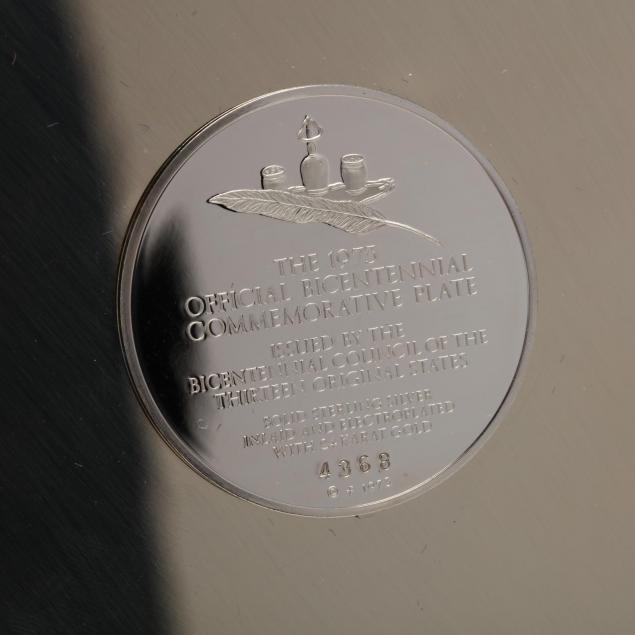 THE 1975
OFFICIAL BICENTENNIAL
COMMEMORATIVE PLATE
ISSUED BY THE
BICENTENNIAL COUNCIL OF THE
THIRTEEN ORIGINAL STATES
SOLID STERLING SILVER
INLAID AND ELECTROPLATED
WITH 24 KARAT GOLD
4368
© P 1973